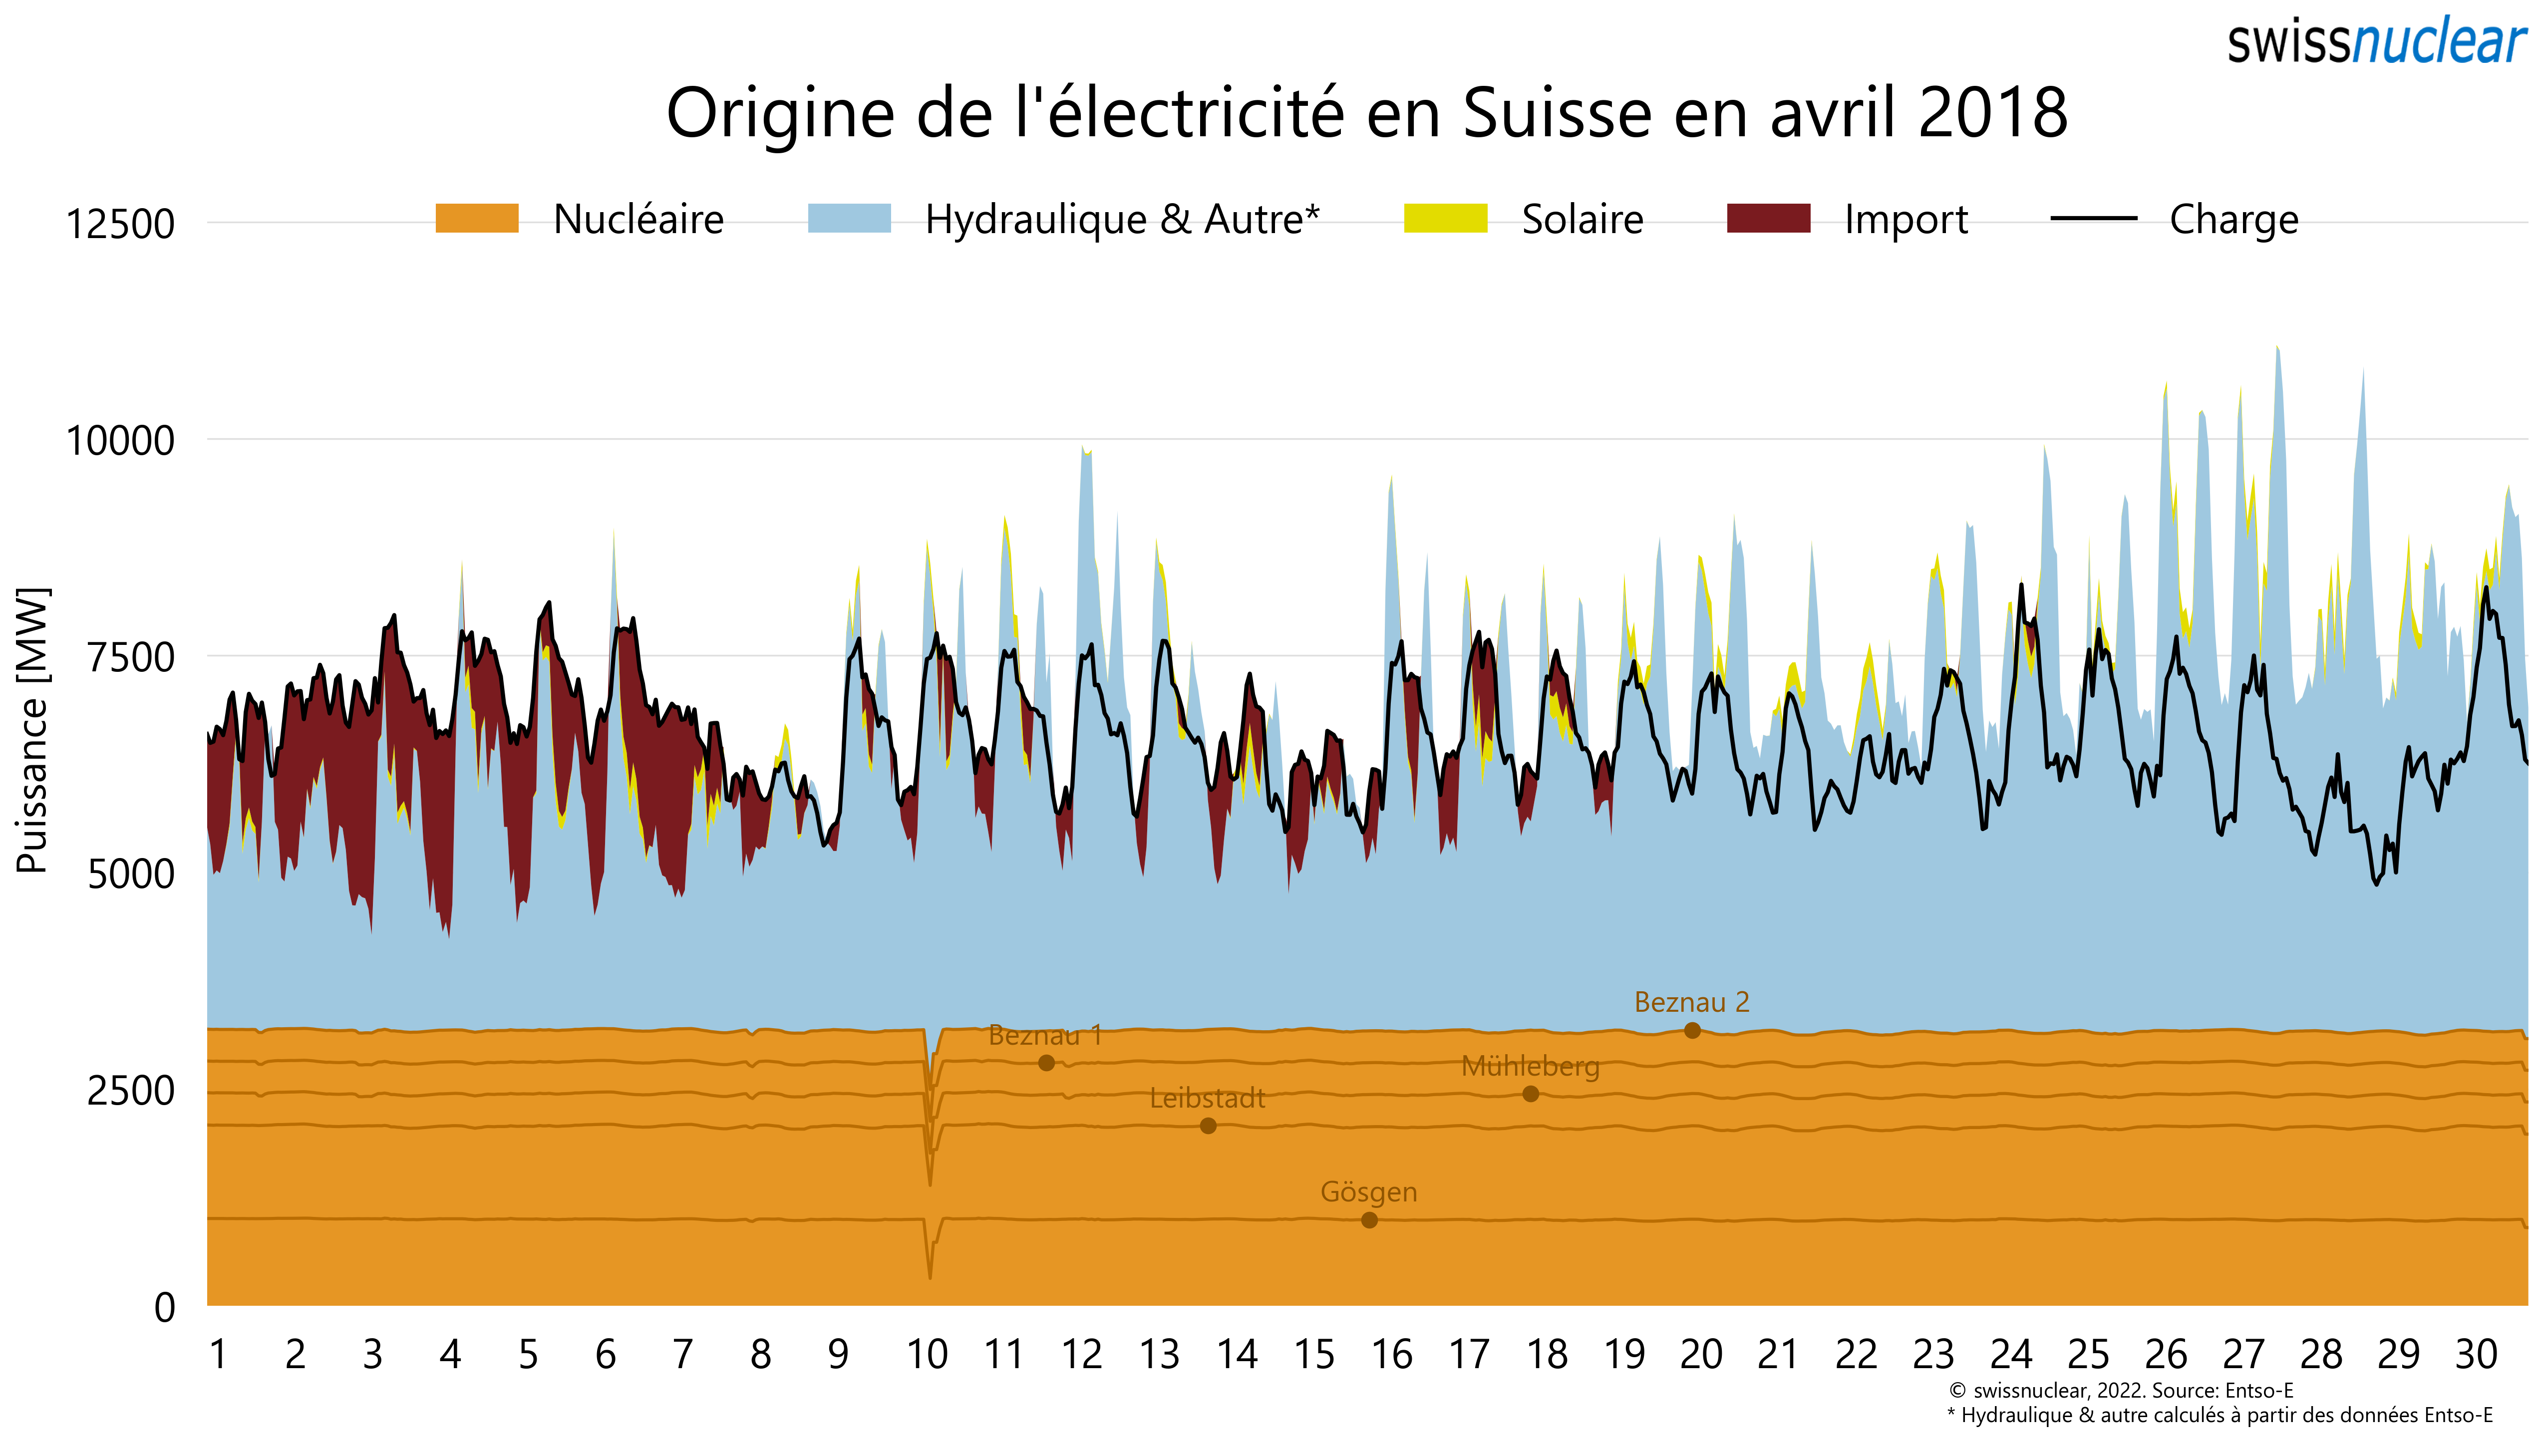 swissnuclear
Origine de l'électricité en Suisse en avril 2018
Nucléaire Hydraulique & Autre* Solaire Import Charge
Puissance [MW]
12500
10000
7500
5000
2500
0
Beznau 2
Beznau 1
Mühleberg
Leibstadt
Gösgen
1 2 3 4 5 6 7 8 9 10 11 12 13 14 15 16 17 18 19 20 21 22 23 24 25 26 27 28 29 30
© swissnuclear, 2022. Source: Entso-E
* Hydraulique & autre calculés à partir des données Entso-E